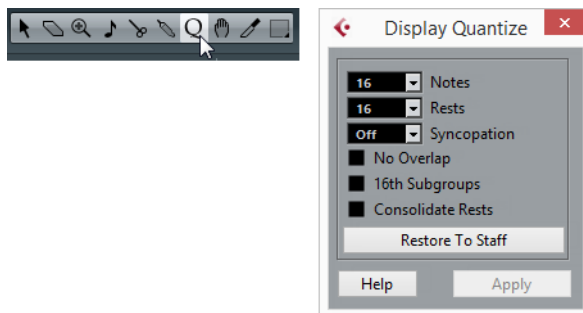 Q
Display Quantize
16 Notes
16 Rests
Off Syncopation
No Overlap
16th Subgroups
Consolidate Rests
Restore To Staff
Help Apply